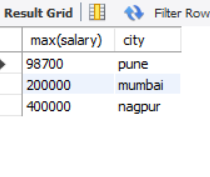 Result Grid Filter Row
max(salary) city
98700 pune
200000 mumbai
400000 nagpur